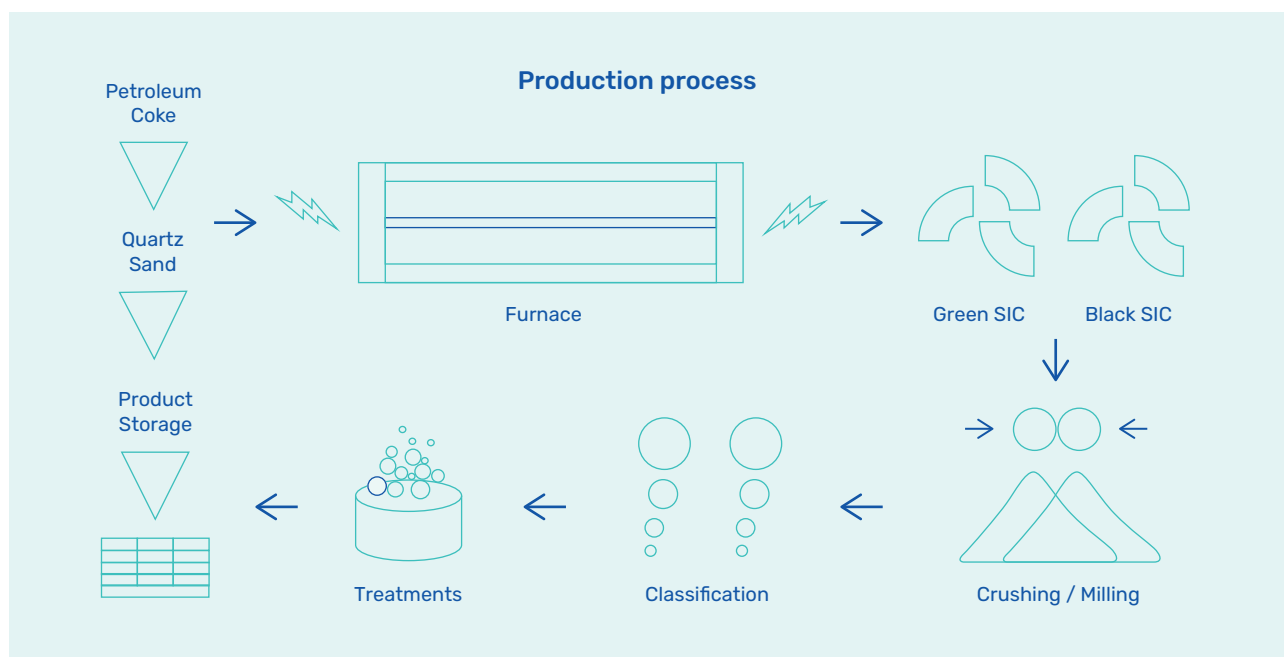 Production process
Petroleum
Coke
Quartz
Sand
Furnace
Green SIC
Black SIC
Product
Storage
Treatments
Classification
Crushing / Milling